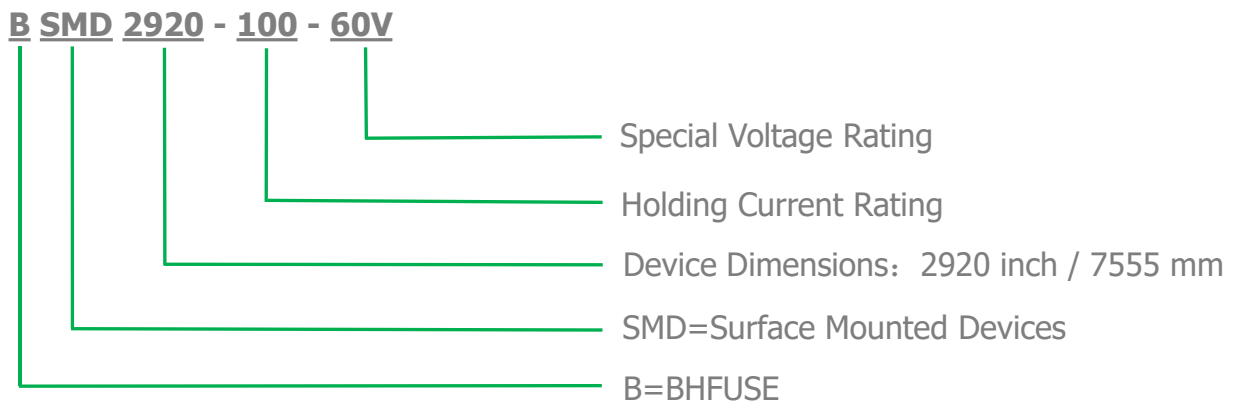 B SMD 2920 - 100 - 60V
Special Voltage Rating
Holding Current Rating
Device Dimensions：2920 inch / 7555 mm
SMD=Surface Mounted Devices
B=BHFUSE